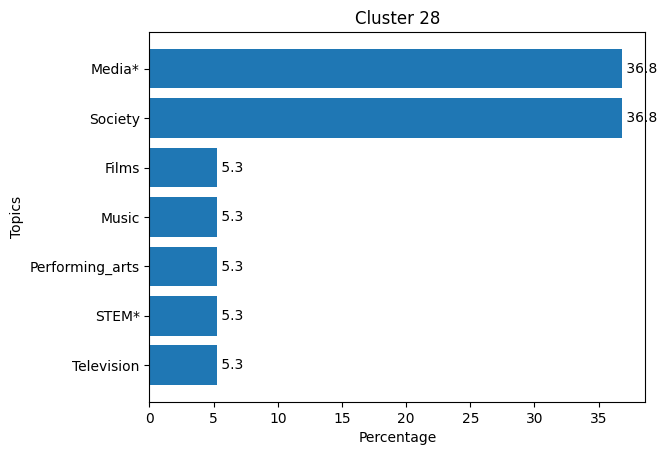 Cluster 28
Media* 36.8
Society 36.8
Films 5.3
Music 5.3
Performing_arts 5.3
STEM* 5.3
Television 5.3
Topics
0 5 10 15 20 25 30 35
Percentage